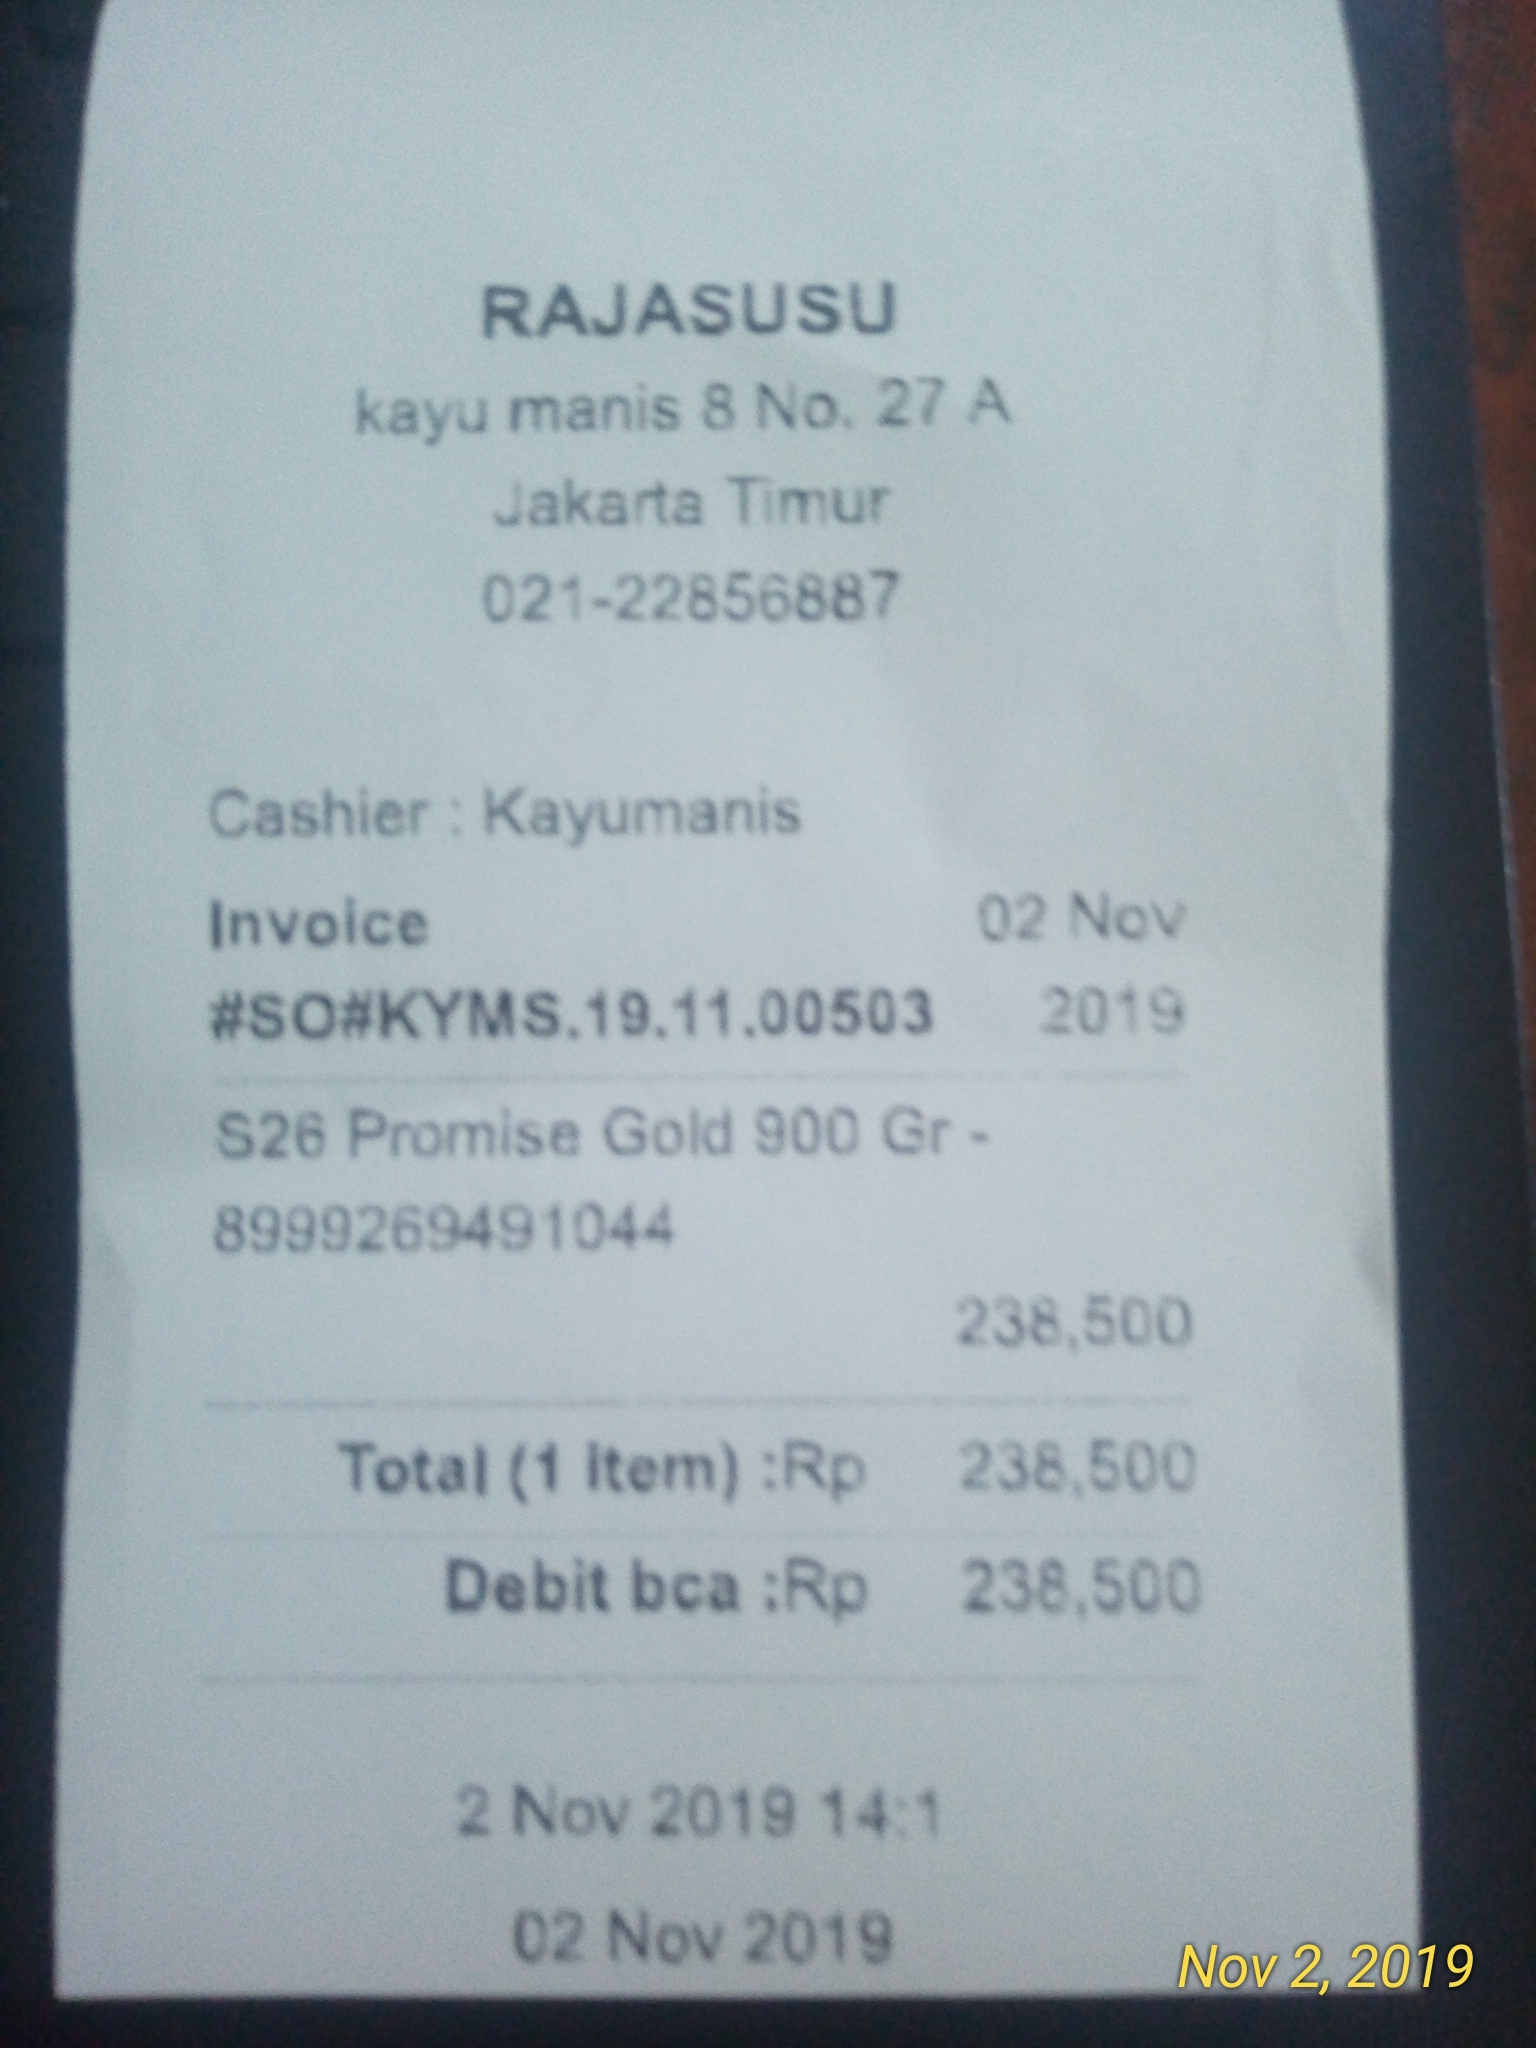 RAJASUSU
kayu manis 8 No. 27 A
Jakarta Timur
021-22856887
Cashier : Kayumanis
Invoice 02 Nov
#SO#KYMS.19.11.00503 2019
S26 Promise Gold 900 Gr -
8999269491044
238,500
Total (1 item) :Rp 238,500
Debit bca :Rp 238,500
2 Nov 2019 14:1
02 Nov 2019
Nov 2, 2019